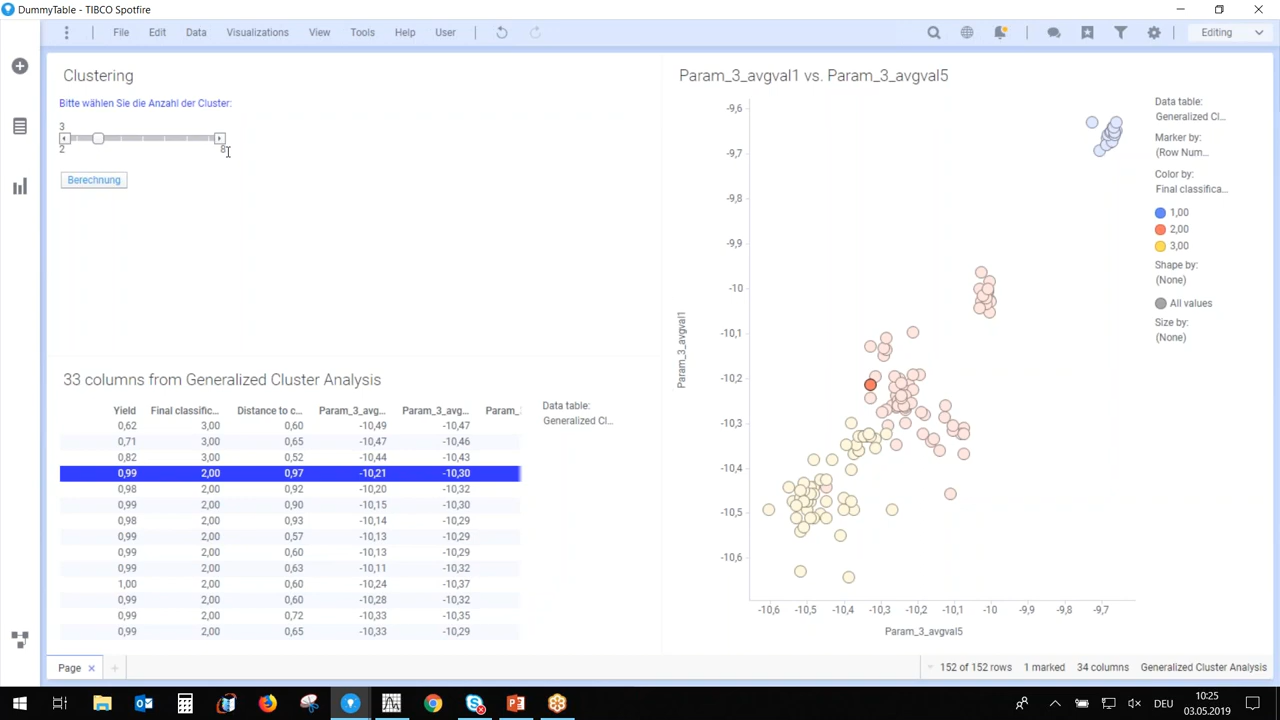 DummyTable - TIBCO Spotfire
File Edit Data Visualizations View Tools Help User
Editing
Clustering
Bitte wählen Sie die Anzahl der Cluster:
3
2 8
Berechnung
33 columns from Generalized Cluster Analysis
Yield Final classific... Distance to c... Param_3_avg... Param_3_avg... Param_:
0,62 3,00 0,60 -10,49 -10,47
0,71 3,00 0,65 -10,47 -10,46
0,82 3,00 0,52 -10,44 -10,43
0,99 2,00 0,97 -10,21 -10,30
0,98 2,00 0,92 -10,20 -10,32
0,99 2,00 0,90 -10,15 -10,30
0,98 2,00 0,93 -10,14 -10,29
0,99 2,00 0,57 -10,13 -10,29
0,99 2,00 0,60 -10,13 -10,29
0,99 2,00 0,63 -10,11 -10,32
1,00 2,00 0,60 -10,24 -10,37
0,99 2,00 0,60 -10,28 -10,32
0,99 2,00 0,72 -10,33 -10,35
0,99 2,00 0,65 -10,33 -10,29
Data table:
Generalized Cl...
Param_3_avgval1 vs. Param_3_avgval5
Param_3_avgval1
-9,6
-9,7
-9,8
-9,9
-10
-10,1
-10,2
-10,3
-10,4
-10,5
-10,6
-10,6 -10,5 -10,4 -10,3 -10,2 -10,1 -10 -9,9 -9,8 -9,7
Param_3_avgval5
Data table:
Generalized Cl...
Marker by:
(Row Num...
Color by:
Final classifica...
1,00
2,00
3,00
Shape by:
(None)
All values
Size by:
(None)
Page
152 of 152 rows 1 marked 34 columns Generalized Cluster Analysis
DEU
10:25
03.05.2019